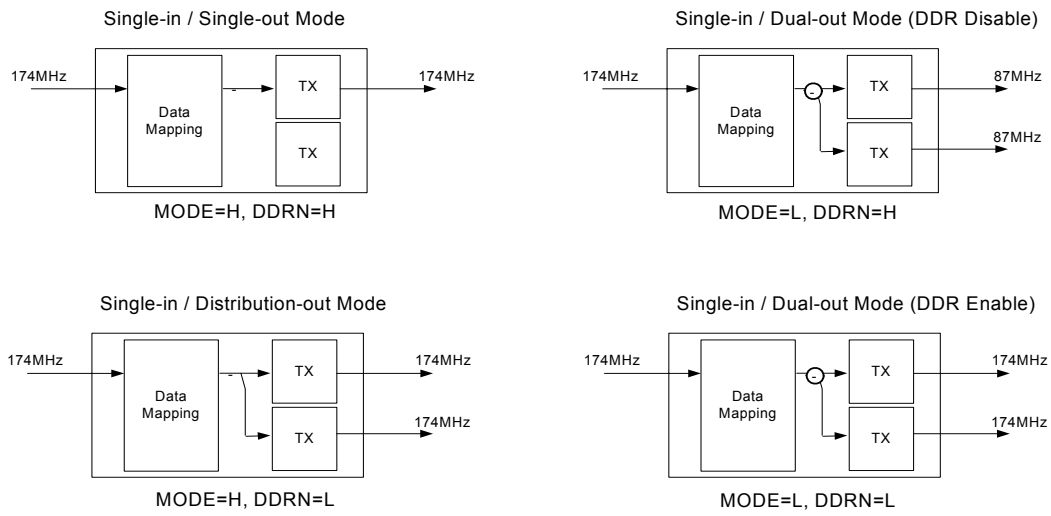 Single-in / Single-out Mode
174MHz
Data
Mapping
TX
TX
174MHz
MODE=H, DDRN=H
Single-in / Dual-out Mode (DDR Disable)
174MHz
Data
Mapping
TX
TX
87MHz
87MHz
MODE=L, DDRN=H
Single-in / Distribution-out Mode
174MHz
Data
Mapping
TX
TX
174MHz
174MHz
MODE=H, DDRN=L
Single-in / Dual-out Mode (DDR Enable)
174MHz
Data
Mapping
TX
TX
174MHz
174MHz
MODE=L, DDRN=L